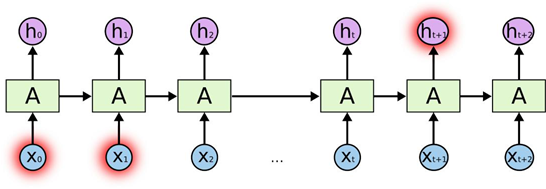 h₀ h₁ h₂ hₜ hₜ₊₁ hₜ₊₂
A A A A A A
x₀ x₁ x₂ ... xₜ xₜ₊₁ xₜ₊₂